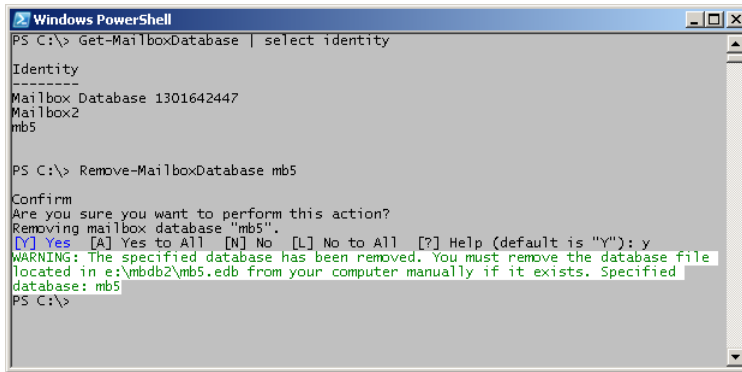 Windows PowerShell
PS C:\> Get-MailboxDatabase | select identity
Identity
--------
Mailbox Database 1301642447
Mailbox2
mb5
PS C:\> Remove-MailboxDatabase mb5
Confirm
Are you sure you want to perform this action?
Removing mailbox database "mb5".
[Y] Yes  [A] Yes to All  [N] No  [L] No to All  [?] Help (default is "Y"): y
WARNING: The specified database has been removed. You must remove the database file
located in e:\mbdb2\mb5.edb from your computer manually if it exists. Specified
database: mb5
PS C:\>